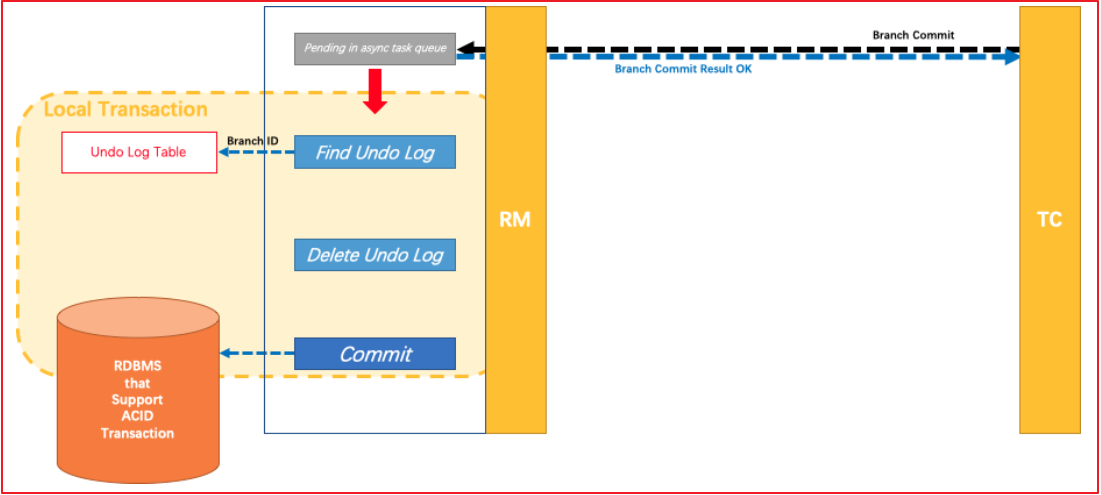 Branch Commit
Pending in async task queue
Branch Commit Result OK
Local Transaction
Undo Log Table
Branch ID
Find Undo Log
RM
TC
Delete Undo Log
Commit
RDBMS
that
Support
ACID
Transaction